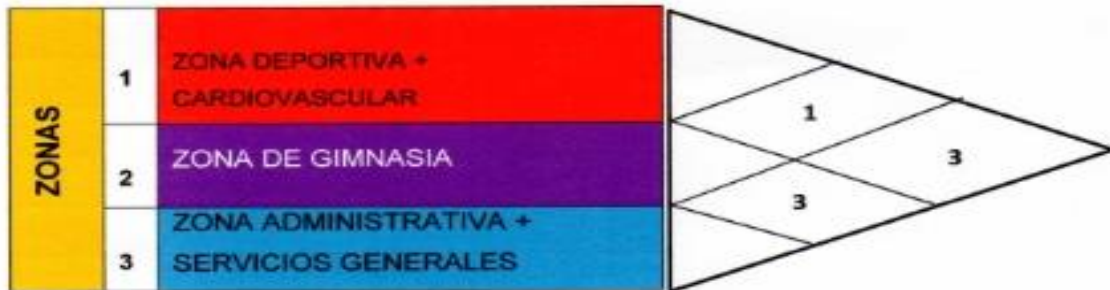 ZONAS
1
ZONA DEPORTIVA +
CARDIOVASCULAR
2
ZONA DE GIMNASIA
3
ZONA ADMINISTRATIVA +
SERVICIOS GENERALES
1
3
3